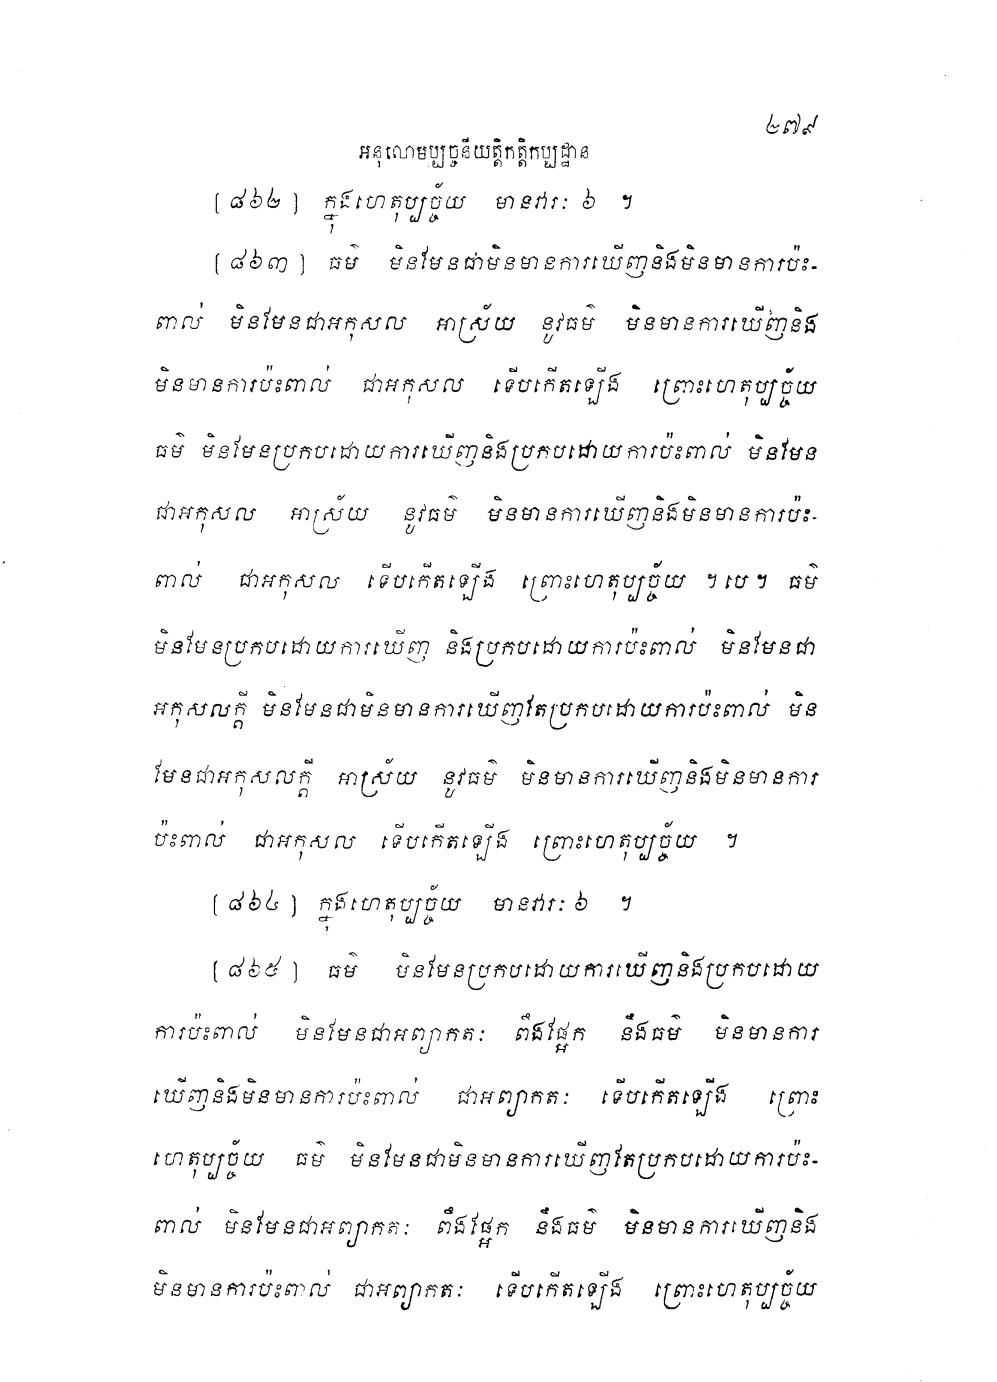 ២៧៩
អនុលោមប្បច្ចនីយត្តិកត្តិកប្បដ្ឋាន
[៨៦២] ក្នុងហេតុប្បច្ច័យ មានវារៈ ៦ ។
[៨៦៣] ធម៌ មិនមែនជាមិនមានការឃើញនិងមិនមានការប៉ះ-
ពាល់ មិនមែនជាអកុសល អាស្រ័យ នូវធម៌ មិនមានការឃើញនិង
មិនមានការប៉ះពាល់ ជាអកុសល ទើបកើតឡើង ព្រោះហេតុប្បច្ច័យ
ធម៌ មិនមែនប្រកបដោយការឃើញនិងប្រកបដោយការប៉ះពាល់ មិនមែន
ជាអកុសល អាស្រ័យ នូវធម៌ មិនមានការឃើញនិងមិនមានការប៉ះ-
ពាល់ ជាអកុសល ទើបកើតឡើង ព្រោះហេតុប្បច្ច័យ ។បេ។ ធម៌
មិនមែនប្រកបដោយការឃើញ និងប្រកបដោយការប៉ះពាល់ មិនមែនជា
អកុសលក្តី មិនមែនជាមិនមានការឃើញតែប្រកបដោយការប៉ះពាល់ មិន
មែនជាអកុសលក្តី អាស្រ័យ នូវធម៌ មិនមានការឃើញនិងមិនមានការ
ប៉ះពាល់ ជាអកុសល ទើបកើតឡើង ព្រោះហេតុប្បច្ច័យ ។
[៨៦៤] ក្នុងហេតុប្បច្ច័យ មានវារៈ ៦ ។
[៨៦៥] ធម៌ មិនមែនប្រកបដោយការឃើញនិងប្រកបដោយ
ការប៉ះពាល់ មិនមែនជាអព្យាកតៈ ពឹងផ្អែក នឹងធម៌ មិនមានការ
ឃើញនិងមិនមានការប៉ះពាល់ ជាអព្យាកតៈ ទើបកើតឡើង ព្រោះ
ហេតុប្បច្ច័យ ធម៌ មិនមែនជាមិនមានការឃើញតែប្រកបដោយការប៉ះ-
ពាល់ មិនមែនជាអព្យាកតៈ ពឹងផ្អែក នឹងធម៌ មិនមានការឃើញនិង
មិនមានការប៉ះពាល់ ជាអព្យាកតៈ ទើបកើតឡើង ព្រោះហេតុប្បច្ច័យ